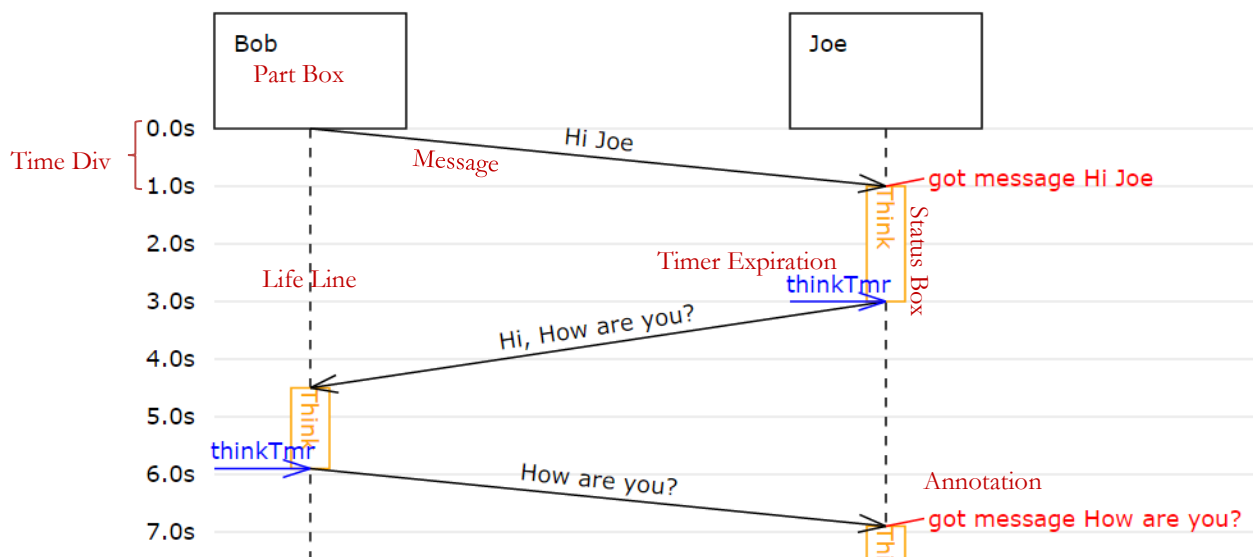 Bob
Joe
Part Box
0.0s
Hi Joe
Time Div
Message
1.0s
got message Hi Joe
Think
Status Box
2.0s
Timer Expiration
Life Line
thinkTmr
3.0s
Hi, How are you?
4.0s
Think
5.0s
thinkTmr
6.0s
How are you?
Annotation
got message How are you?
7.0s